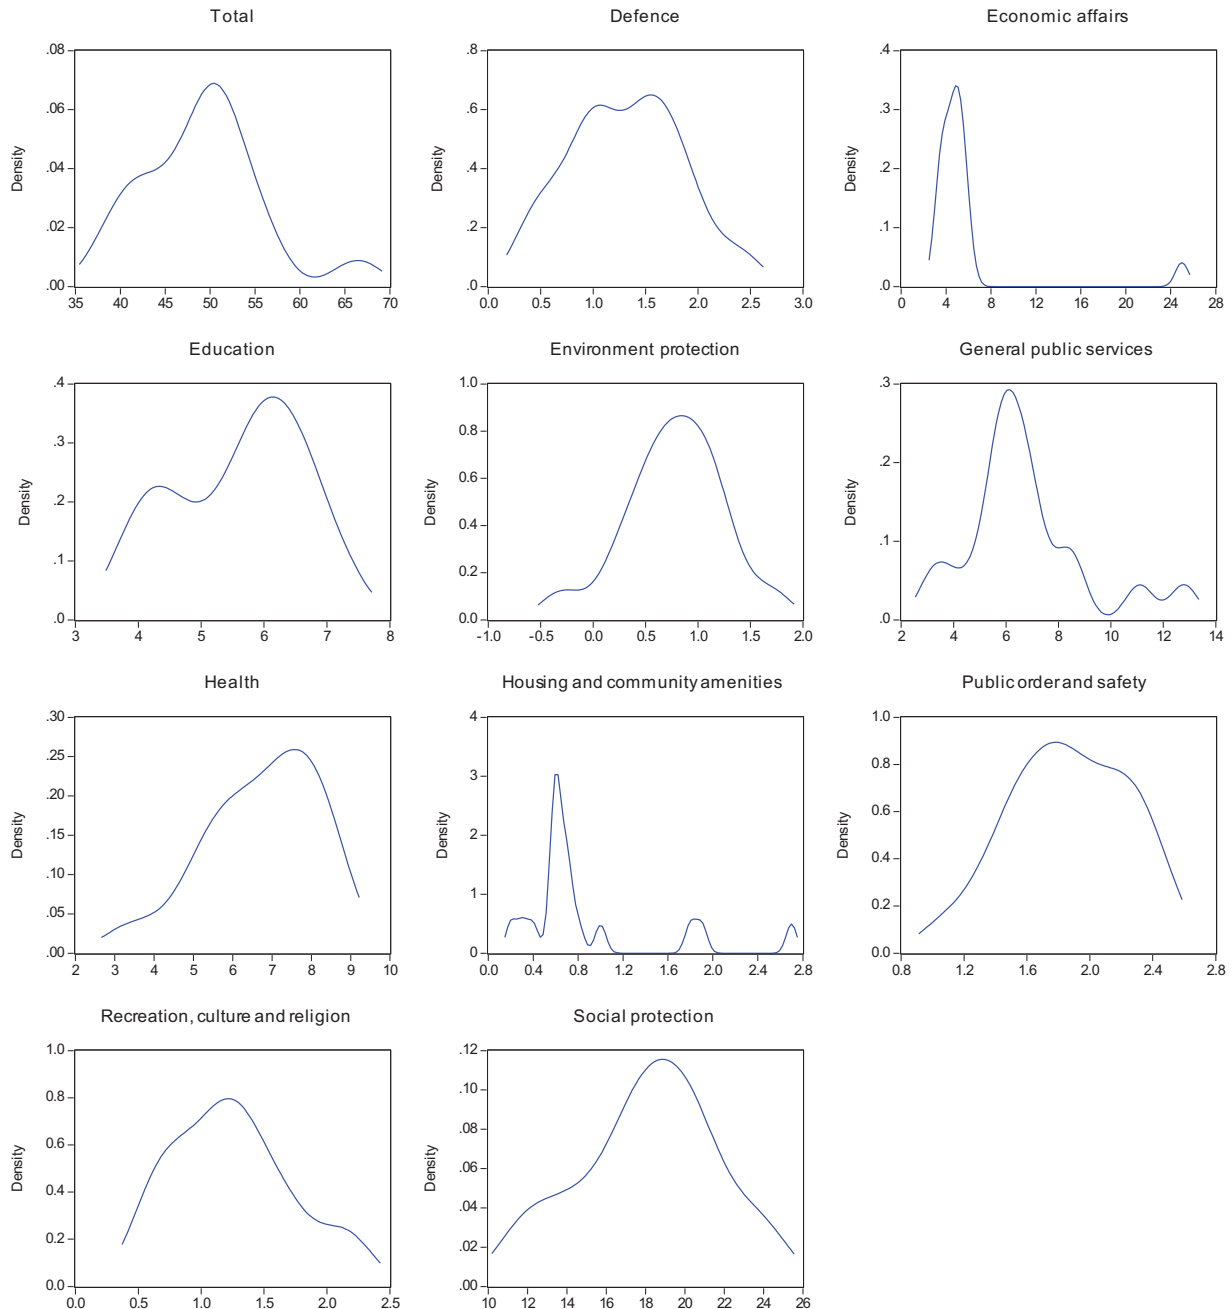 Total
Defence
Economic affairs
.08
.06
.04
.02
.00
Density
35 40 45 50 55 60 65 70
.8
.6
.4
.2
.0
Density
0.0 0.5 1.0 1.5 2.0 2.5 3.0
.4
.3
.2
.1
.0
Density
0 4 8 12 16 20 24 28
Education
Environment protection
General public services
.4
.3
.2
.1
.0
Density
3 4 5 6 7 8
1.0
0.8
0.6
0.4
0.2
0.0
Density
-1.0 -0.5 0.0 0.5 1.0 1.5 2.0
.3
.2
.1
.0
Density
2 4 6 8 10 12 14
Health
Housing and community amenities
Public order and safety
.30
.25
.20
.15
.10
.05
.00
Density
2 3 4 5 6 7 8 9 10
4
3
2
1
0
Density
0.0 0.4 0.8 1.2 1.6 2.0 2.4 2.8
1.0
0.8
0.6
0.4
0.2
0.0
Density
0.8 1.2 1.6 2.0 2.4 2.8
Recreation, culture and religion
Social protection
1.0
0.8
0.6
0.4
0.2
0.0
Density
0.0 0.5 1.0 1.5 2.0 2.5
.12
.10
.08
.06
.04
.02
.00
Density
10 12 14 16 18 20 22 24 26